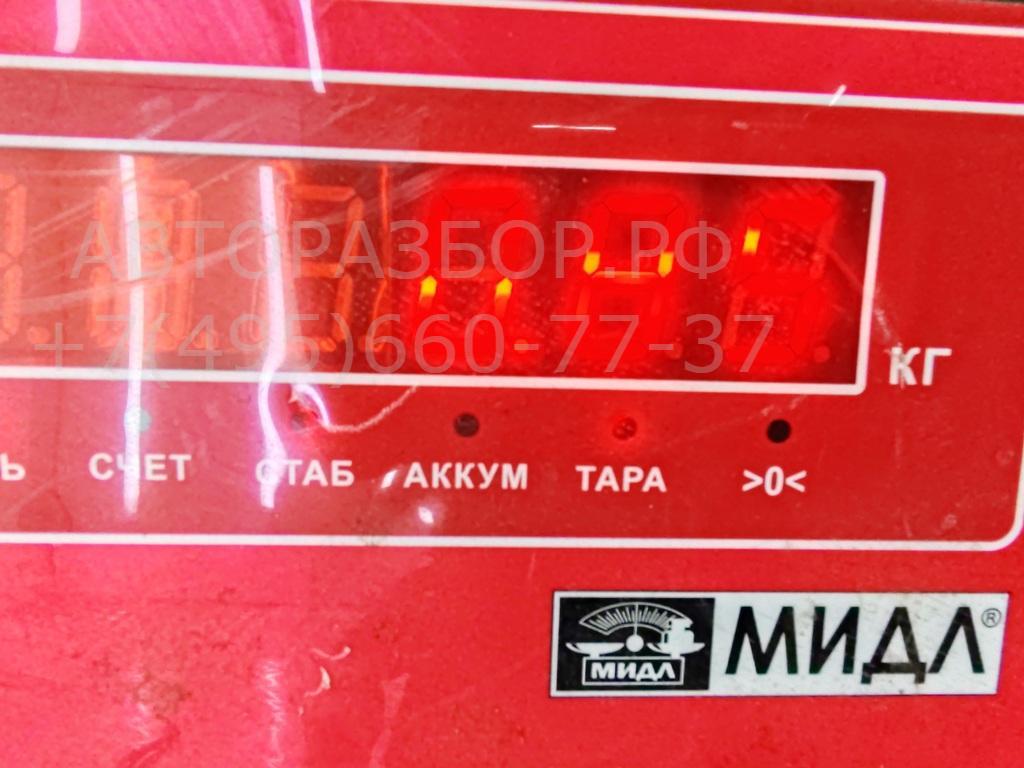 АВТОРАЗБОР.РФ
+7(495)660-77-37
КГ
Ь СЧЕТ СТАБ АККУМ ТАРА >0<
МИДЛ МИДЛ®